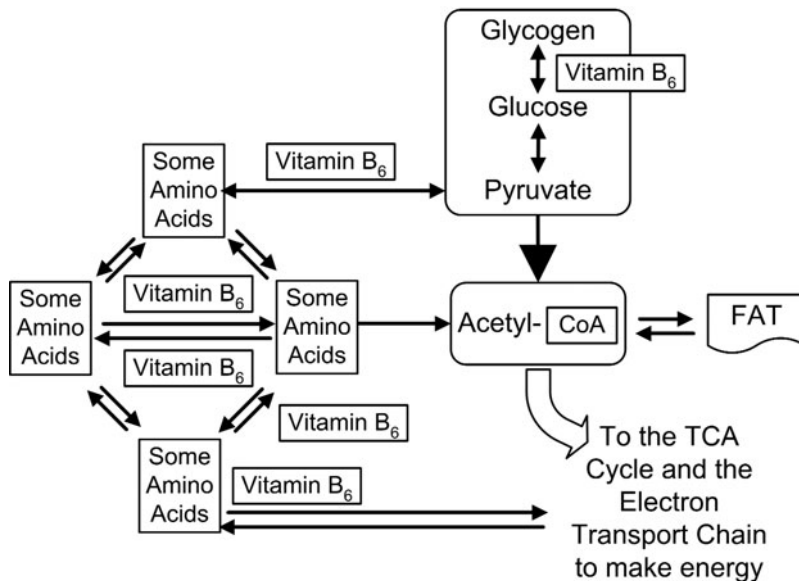 Glycogen
Vitamin B₆
Glucose
Pyruvate
Vitamin B₆
Some
Amino
Acids
Some
Amino
Acids
Vitamin B₆
Vitamin B₆
Some
Amino
Acids
Acetyl- CoA
FAT
Vitamin B₆
Some
Amino
Acids
Vitamin B₆
To the TCA
Cycle and the
Electron
Transport Chain
to make energy